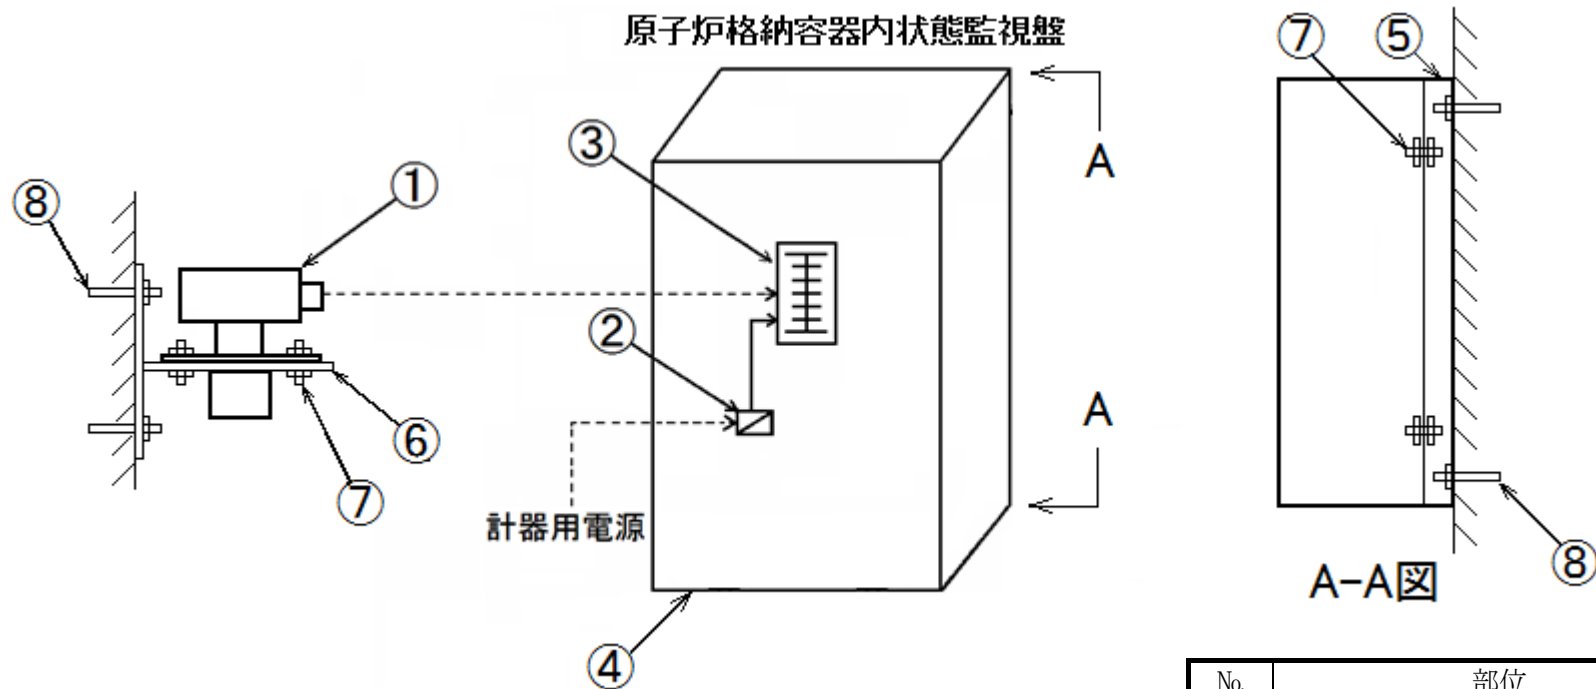 原子炉格納容器内状態監視盤
⑦
⑤
③
A
①
⑧
②
A
⑥
⑦
計器用電源
⑧
A-A図
④
№ 部位